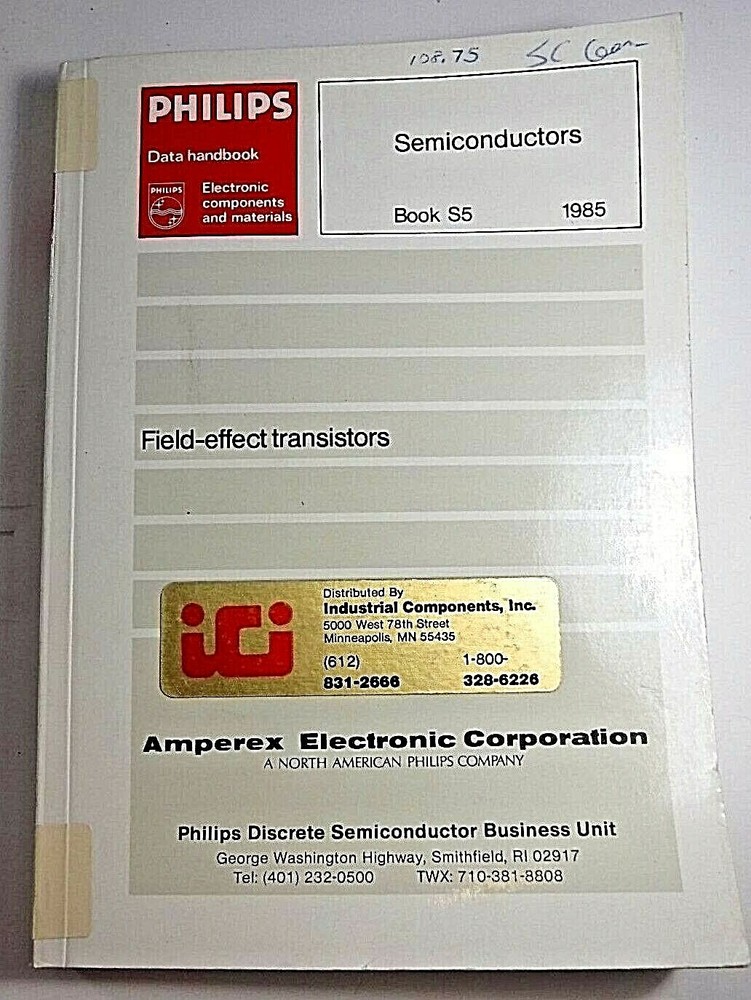 108.75 SC
PHILIPS
Data handbook
PHILIPS
Electronic
components
and materials
Semiconductors
Book S5 1985
Field-effect transistors
ici
Distributed By
Industrial Components, Inc.
5000 West 78th Street
Minneapolis, MN 55435
(612) 1-800-
831-2666 328-6226
Amperex Electronic Corporation
A NORTH AMERICAN PHILIPS COMPANY
Philips Discrete Semiconductor Business Unit
George Washington Highway, Smithfield, RI 02917
Tel: (401) 232-0500 TWX: 710-381-8808